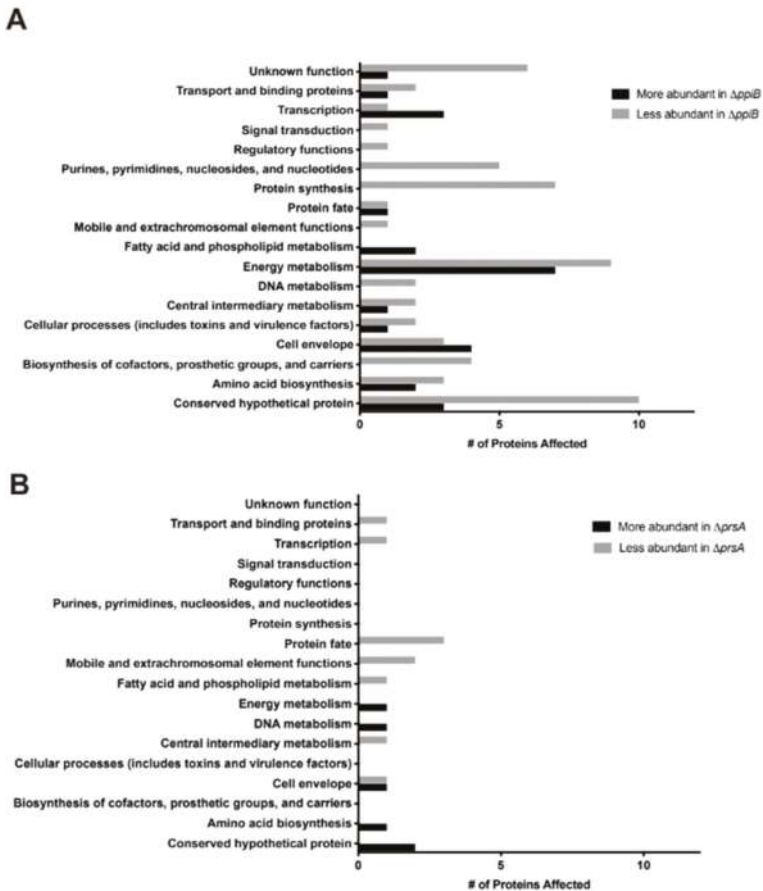 A
Unknown function
Transport and binding proteins
Transcription
Signal transduction
Regulatory functions
Purines, pyrimidines, nucleosides, and nucleotides
Protein synthesis
Protein fate
Mobile and extrachromosomal element functions
Fatty acid and phospholipid metabolism
Energy metabolism
DNA metabolism
Central intermediary metabolism
Cellular processes (includes toxins and virulence factors)
Cell envelope
Biosynthesis of cofactors, prosthetic groups, and carriers
Amino acid biosynthesis
Conserved hypothetical protein
More abundant in ΔppiB
Less abundant in ΔppiB
0 5 10
# of Proteins Affected
B
Unknown function
Transport and binding proteins
Transcription
Signal transduction
Regulatory functions
Purines, pyrimidines, nucleosides, and nucleotides
Protein synthesis
Protein fate
Mobile and extrachromosomal element functions
Fatty acid and phospholipid metabolism
Energy metabolism
DNA metabolism
Central intermediary metabolism
Cellular processes (includes toxins and virulence factors)
Cell envelope
Biosynthesis of cofactors, prosthetic groups, and carriers
Amino acid biosynthesis
Conserved hypothetical protein
More abundant in ΔprsA
Less abundant in ΔprsA
0 5 10
# of Proteins Affected